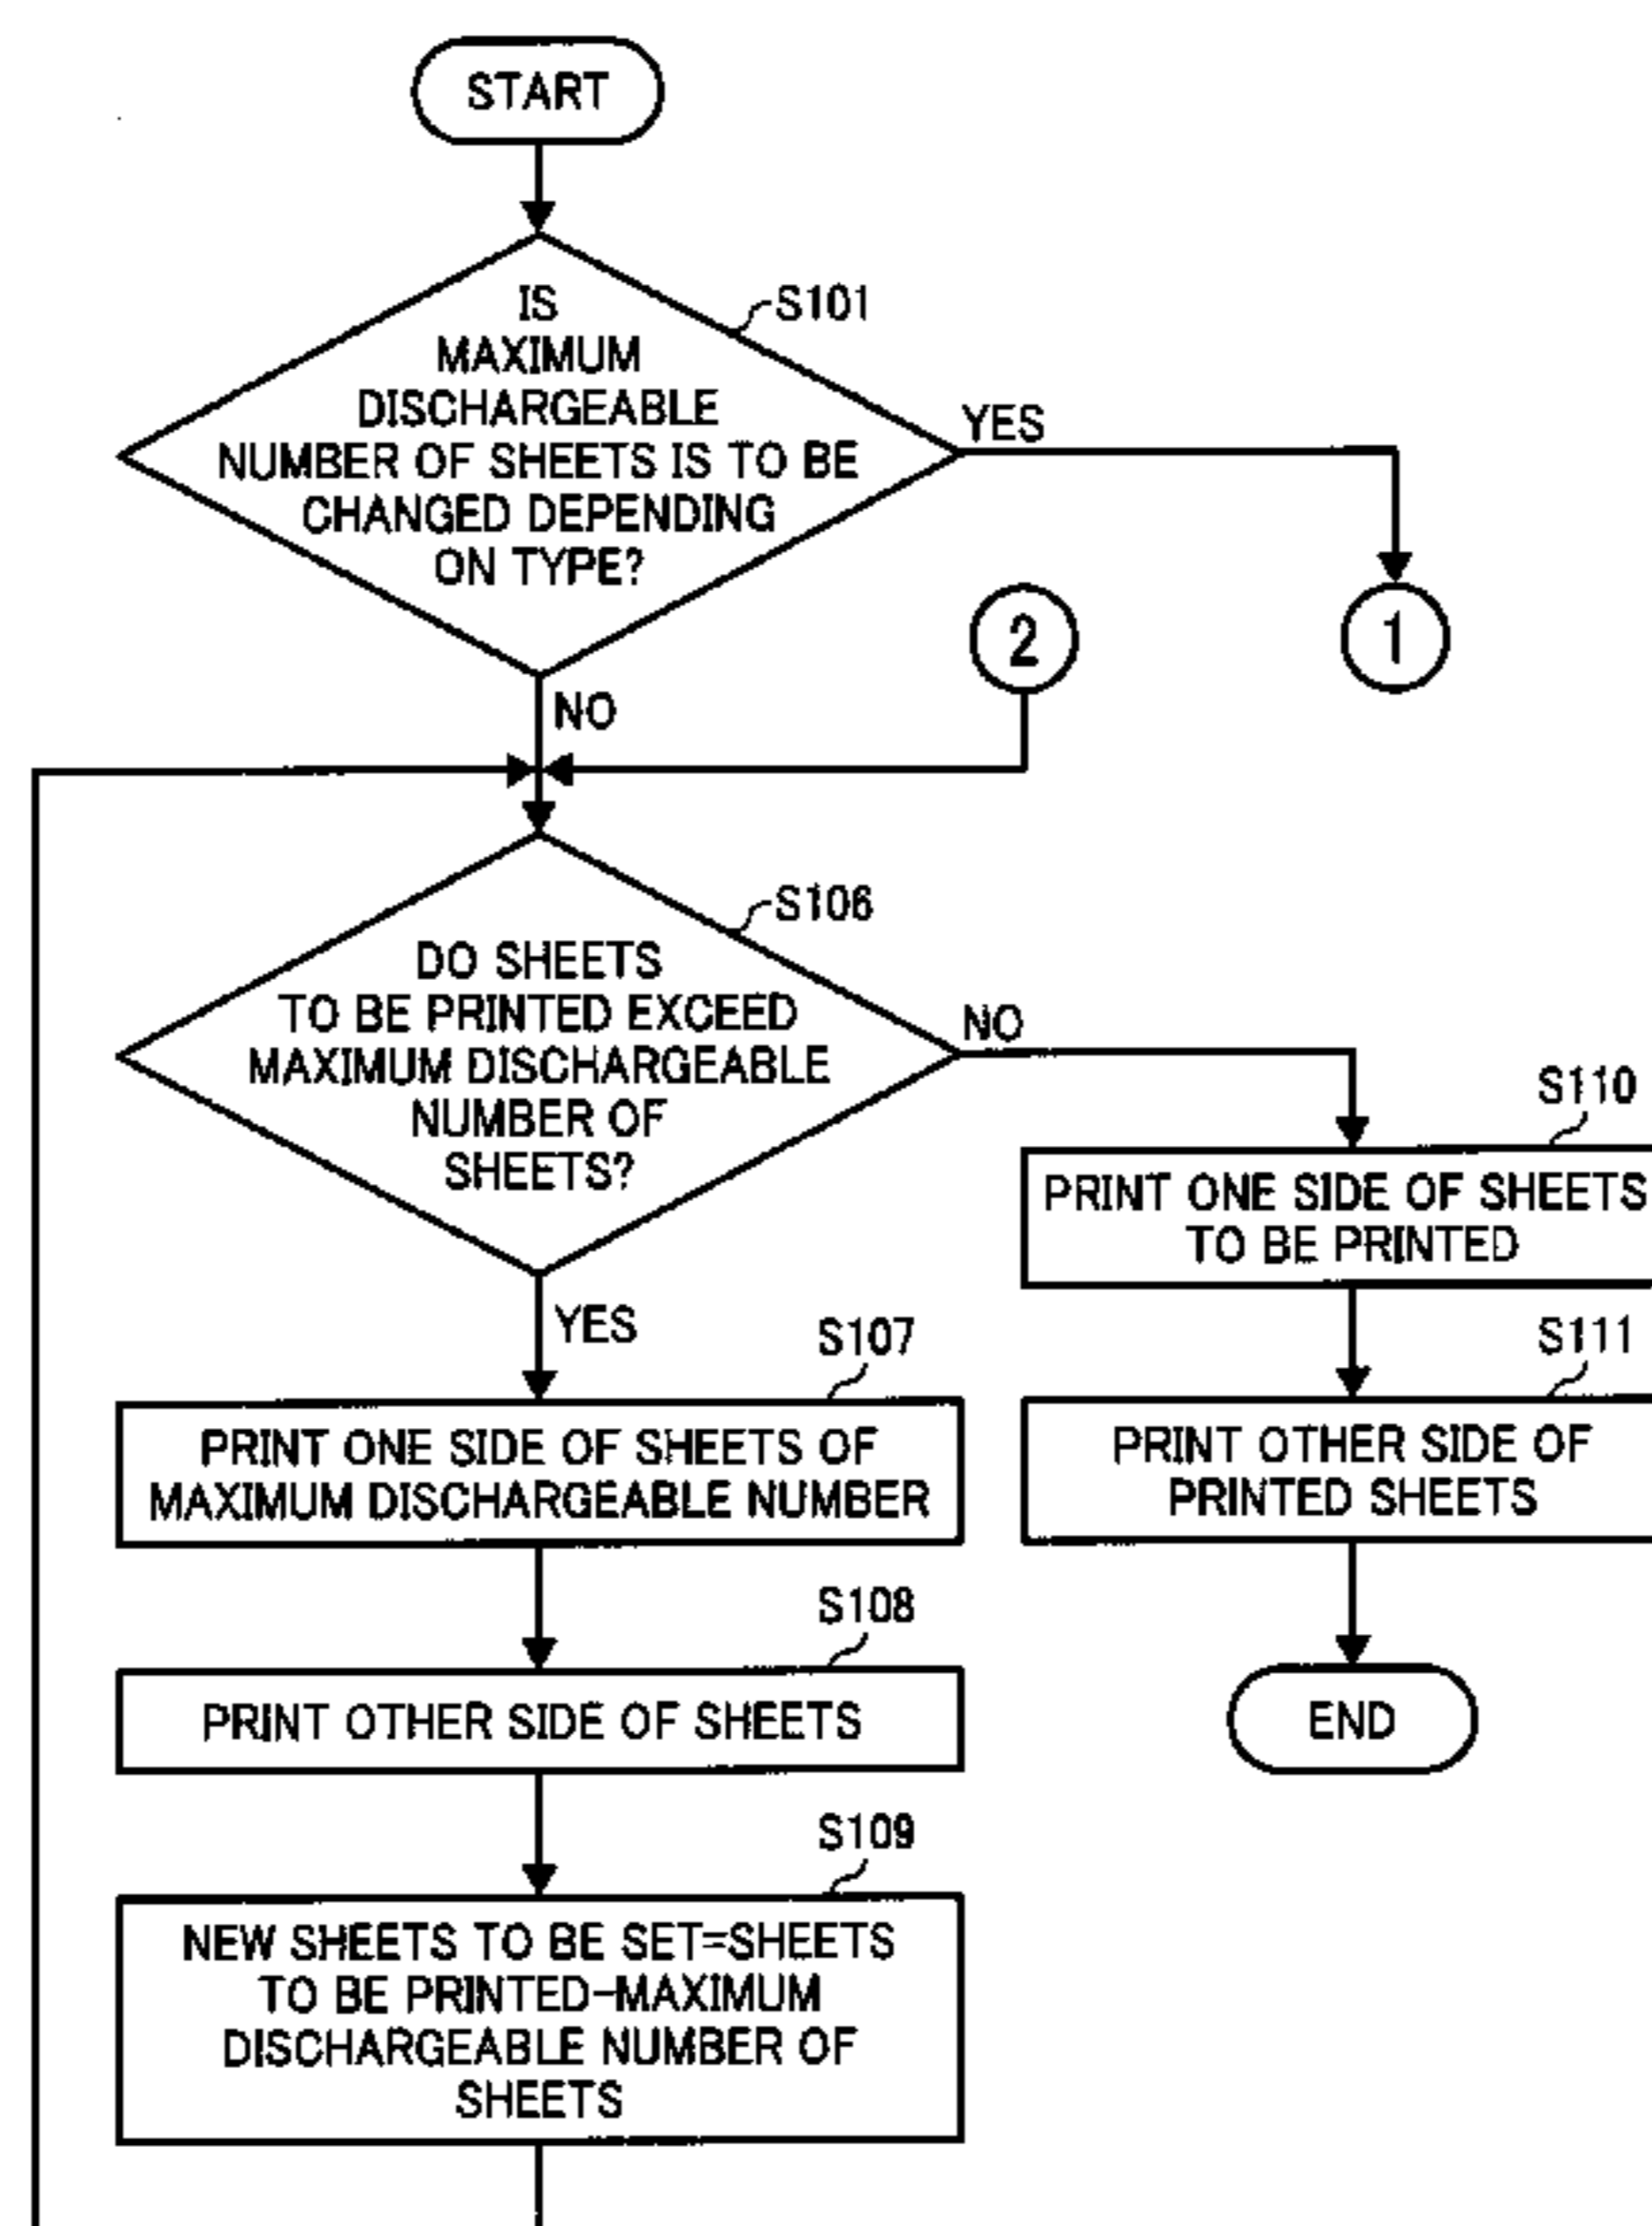 START
IS
MAXIMUM
DISCHARGEABLE
NUMBER OF SHEETS IS TO BE
CHANGED DEPENDING
ON TYPE?
S101
YES
1
2
NO
DO SHEETS
TO BE PRINTED EXCEED
MAXIMUM DISCHARGEABLE
NUMBER OF
SHEETS?
S106
NO
S110
PRINT ONE SIDE OF SHEETS
TO BE PRINTED
YES
S107
PRINT ONE SIDE OF SHEETS OF
MAXIMUM DISCHARGEABLE NUMBER
S111
PRINT OTHER SIDE OF
PRINTED SHEETS
S108
PRINT OTHER SIDE OF SHEETS
END
S109
NEW SHEETS TO BE SET=SHEETS
TO BE PRINTED-MAXIMUM
DISCHARGEABLE NUMBER OF
SHEETS